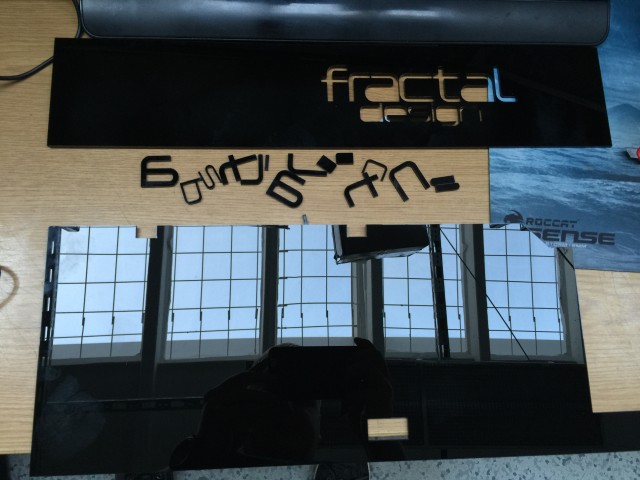 fractal
design
ROCCAT
SENSE